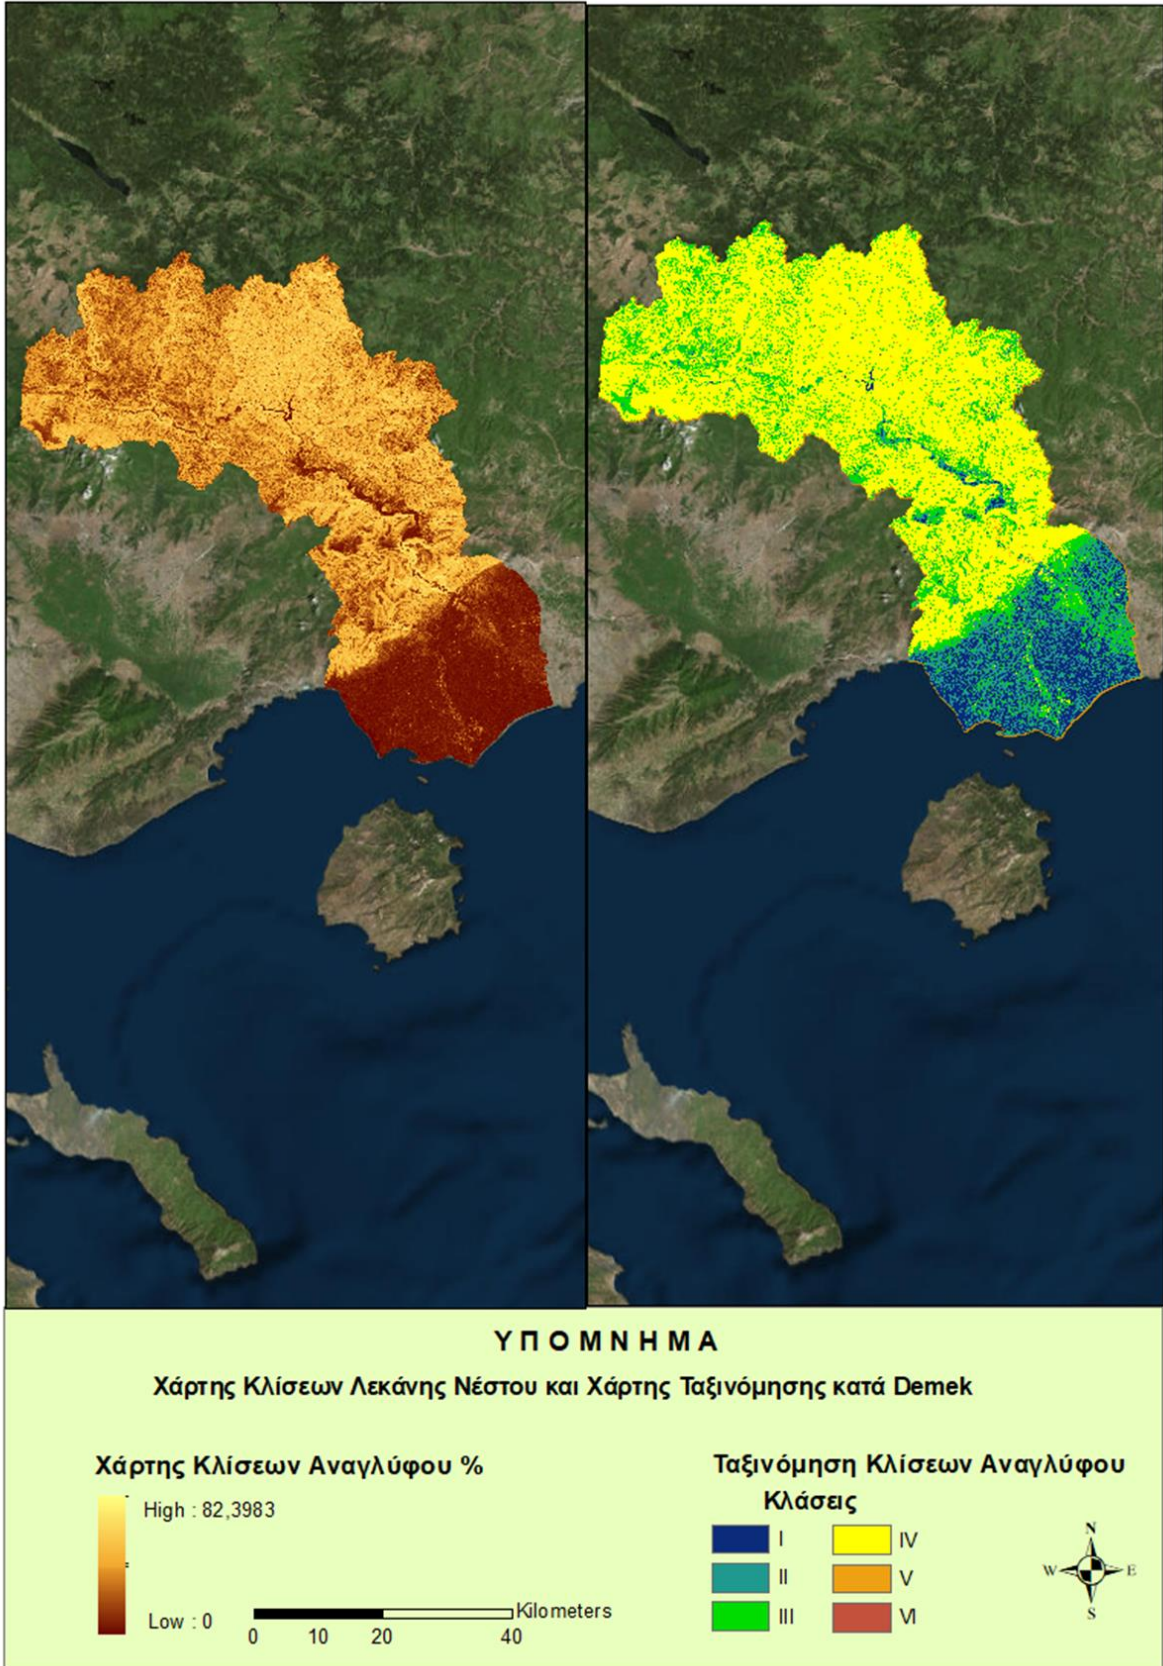 ΥΠΟΜΝΗΜΑ
Χάρτης Κλίσεων Λεκάνης Νέστου και Χάρτης Ταξινόμησης κατά Demek
Χάρτης Κλίσεων Αναγλύφου %
High : 82,3983
Low : 0
Kilometers
0 10 20 40
Ταξινόμηση Κλίσεων Αναγλύφου
Κλάσεις
I IV
II V
III VI
N
W E
S